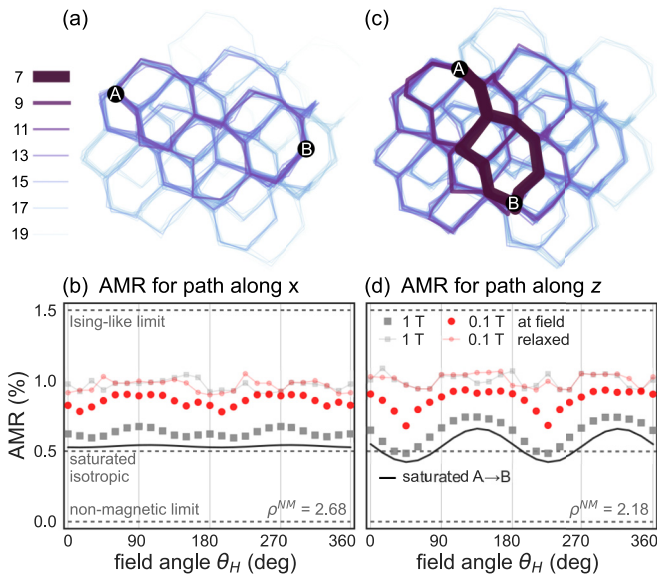 (a)
(c)
7
9
11
13
15
17
19
A
B
A
B
(b) AMR for path along x
(d) AMR for path along z
AMR (%)
1.5
1.0
0.5
0.0
Ising-like limit
saturated
isotropic
non-magnetic limit
ρᴺᴹ = 2.68
0 90 180 270 360
field angle θ_H (deg)
1 T 0.1 T at field
1 T 0.1 T relaxed
saturated A→B
ρᴺᴹ = 2.18
0 90 180 270 360
field angle θ_H (deg)